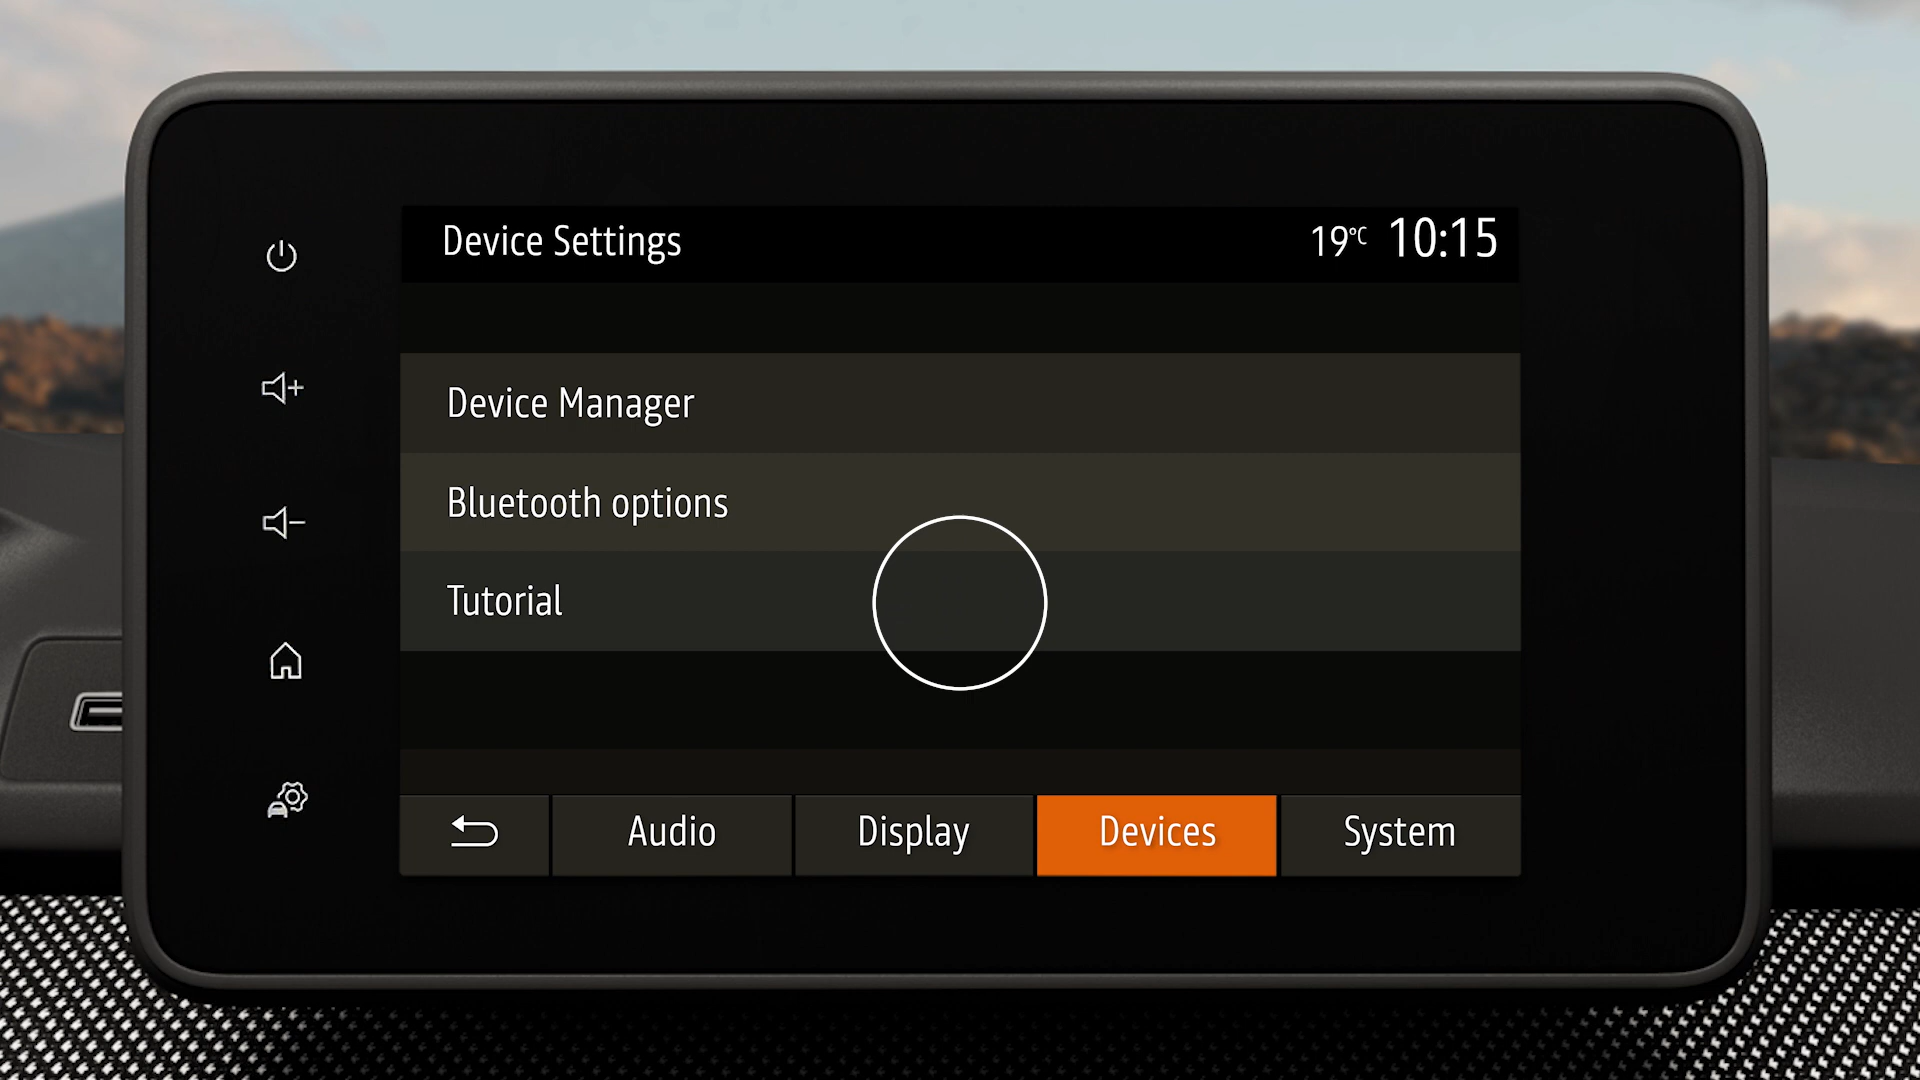 Device Settings
19°C 10:15
Device Manager
Bluetooth options
Tutorial
Audio
Display
Devices
System